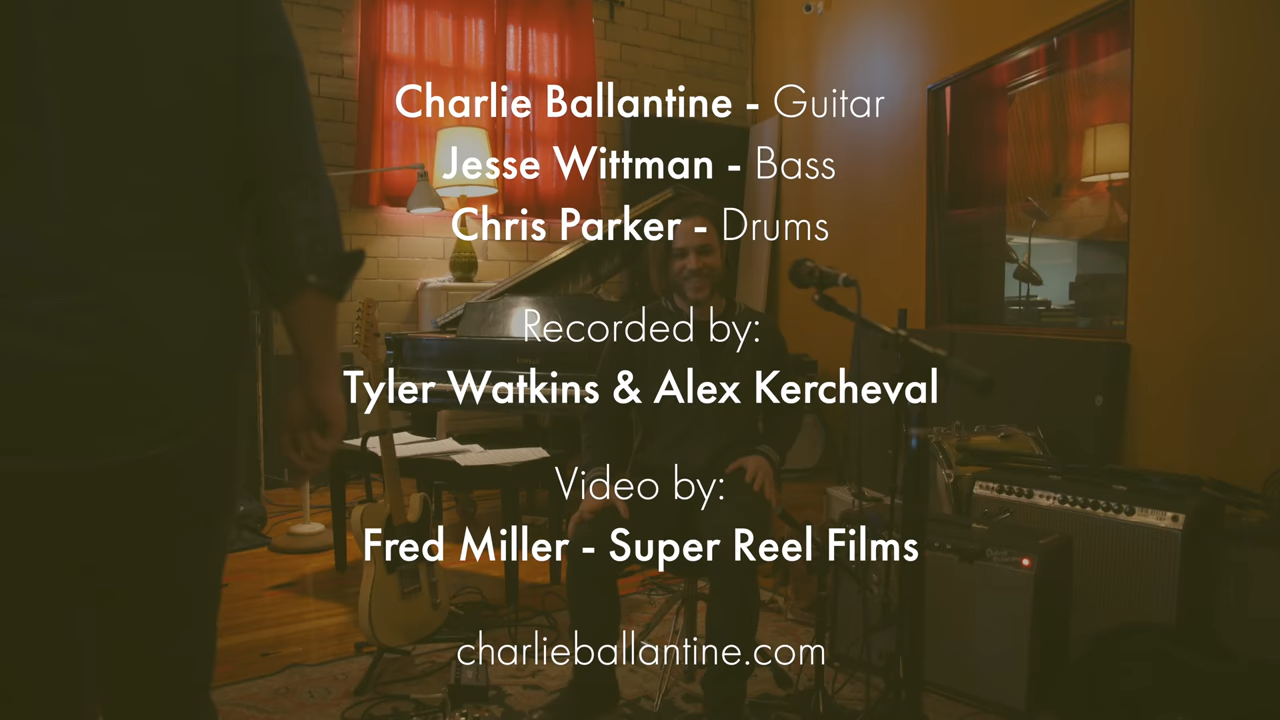 Charlie Ballantine - Guitar
Jesse Wittman - Bass
Chris Parker - Drums
Recorded by:
Tyler Watkins & Alex Kercheval
Video by:
Fred Miller - Super Reel Films
charlieballantine.com